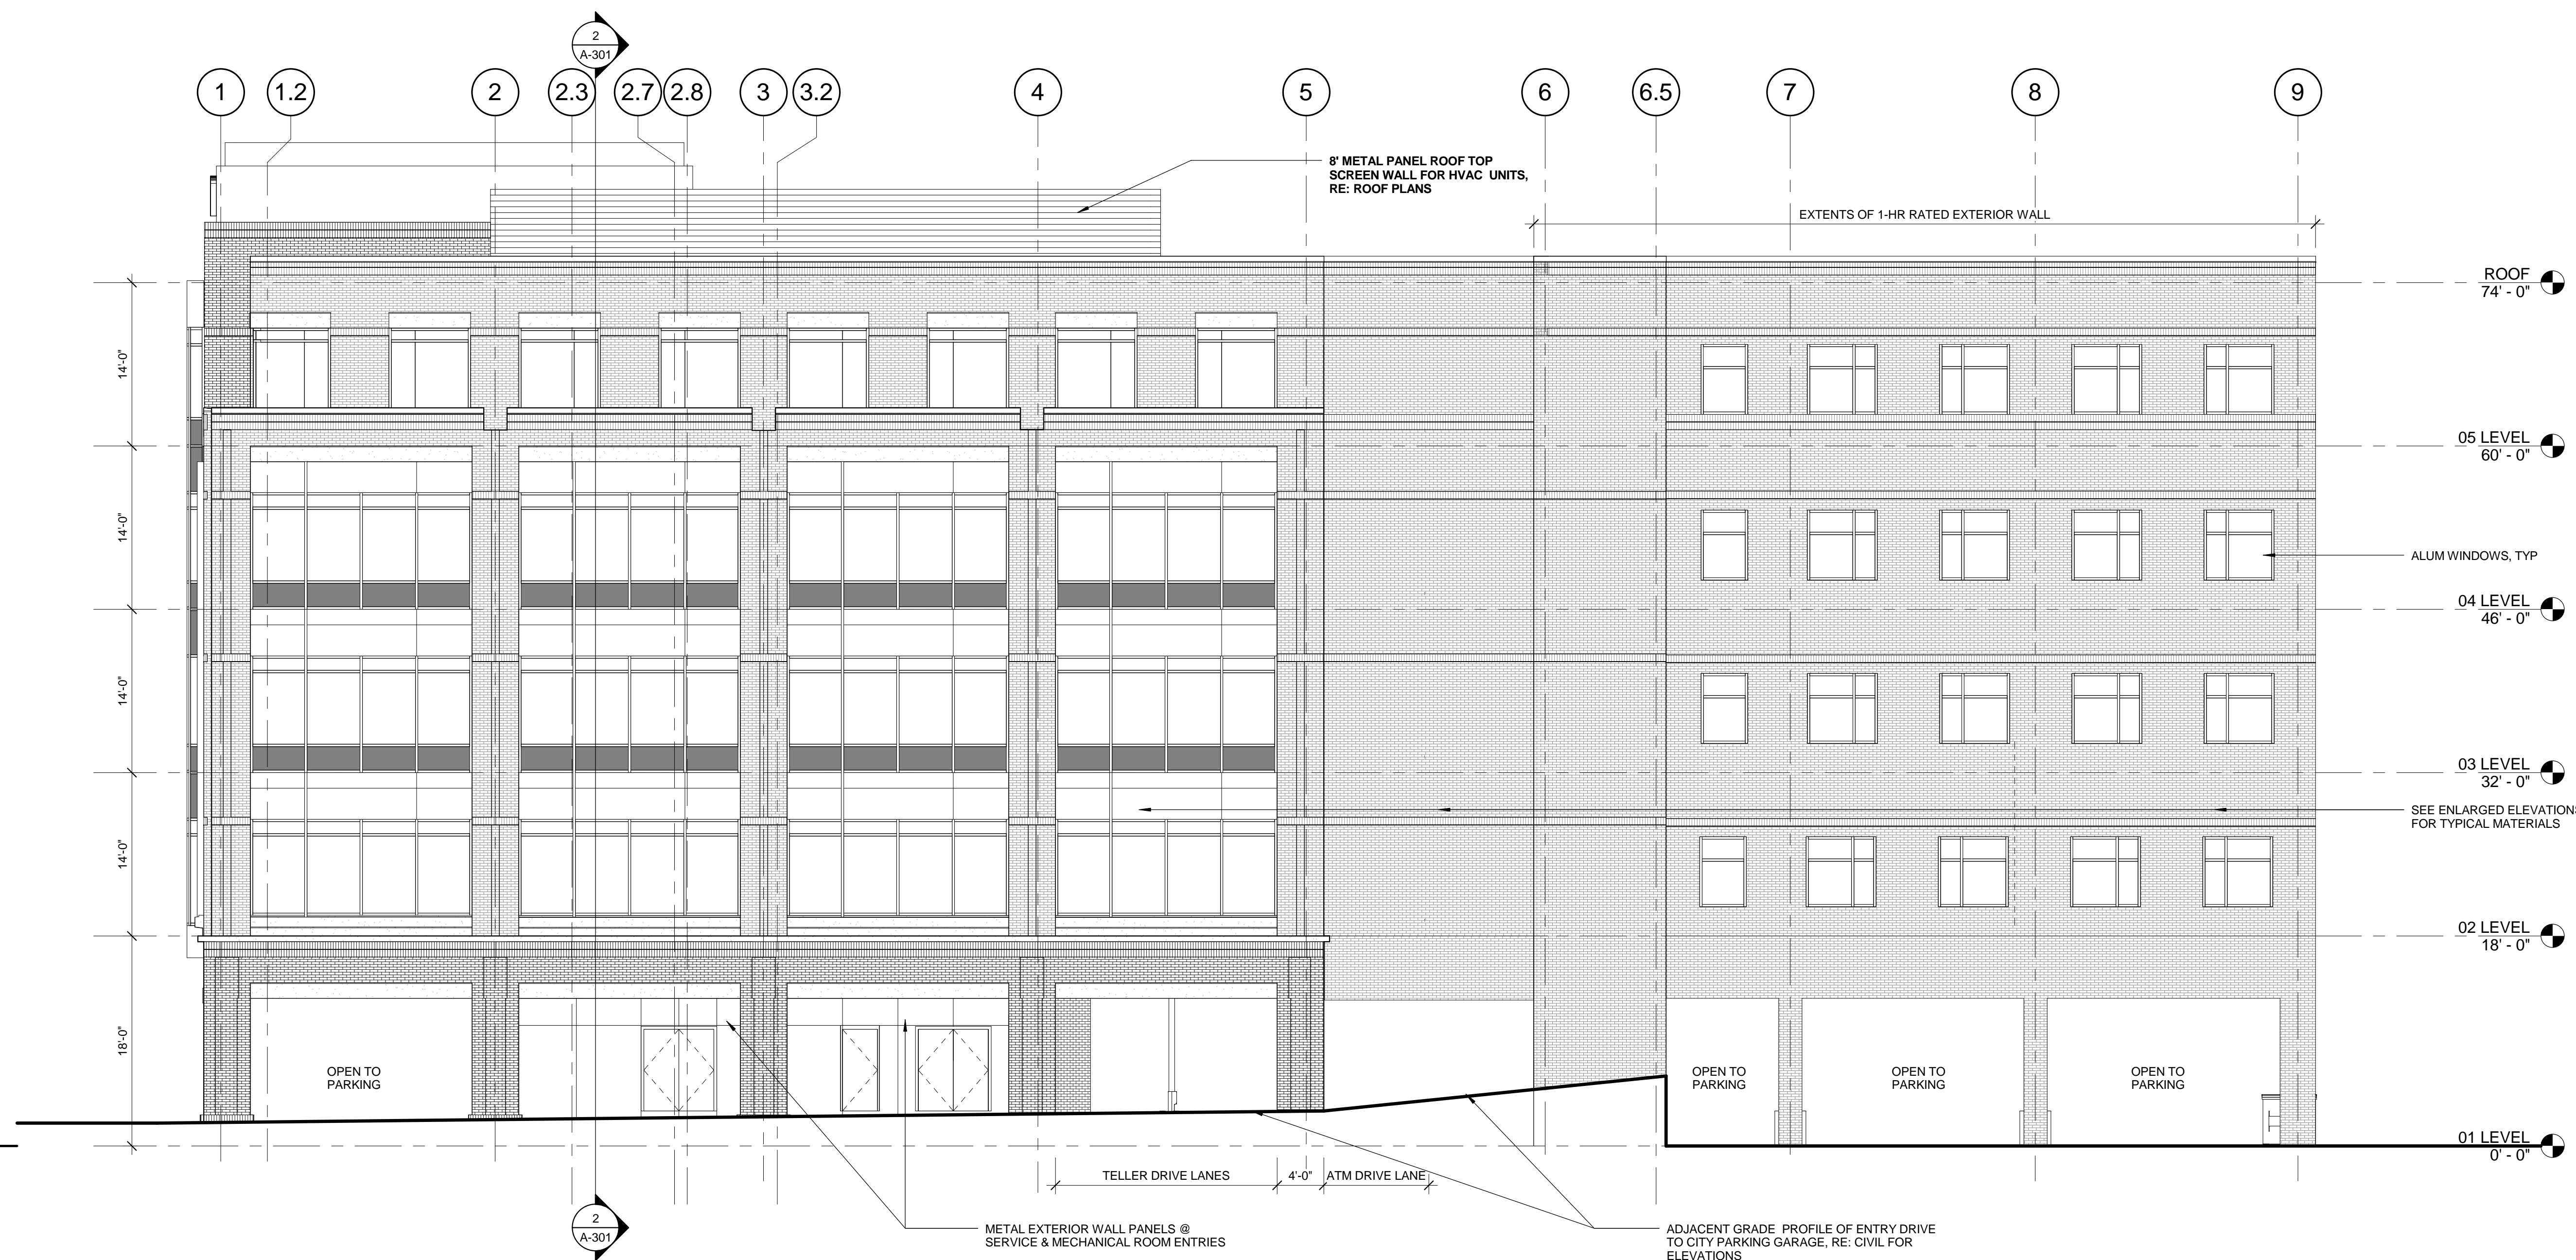 2
A-301
1
1.2
2
2.3
2.7
2.8
3
3.2
4
5
6
6.5
7
8
9
8' METAL PANEL ROOF TOP
SCREEN WALL FOR HVAC UNITS,
RE: ROOF PLANS
EXTENTS OF 1-HR RATED EXTERIOR WALL
ROOF
74' - 0"
14'-0"
05 LEVEL
60' - 0"
14'-0"
ALUM WINDOWS, TYP
04 LEVEL
46' - 0"
14'-0"
03 LEVEL
32' - 0"
SEE ENLARGED ELEVATIONS
FOR TYPICAL MATERIALS
14'-0"
02 LEVEL
18' - 0"
18'-0"
OPEN TO
PARKING
OPEN TO
PARKING
OPEN TO
PARKING
OPEN TO
PARKING
01 LEVEL
0' - 0"
TELLER DRIVE LANES
4'-0"
ATM DRIVE LANE
2
A-301
METAL EXTERIOR WALL PANELS @
SERVICE & MECHANICAL ROOM ENTRIES
ADJACENT GRADE PROFILE OF ENTRY DRIVE
TO CITY PARKING GARAGE, RE: CIVIL FOR
ELEVATIONS